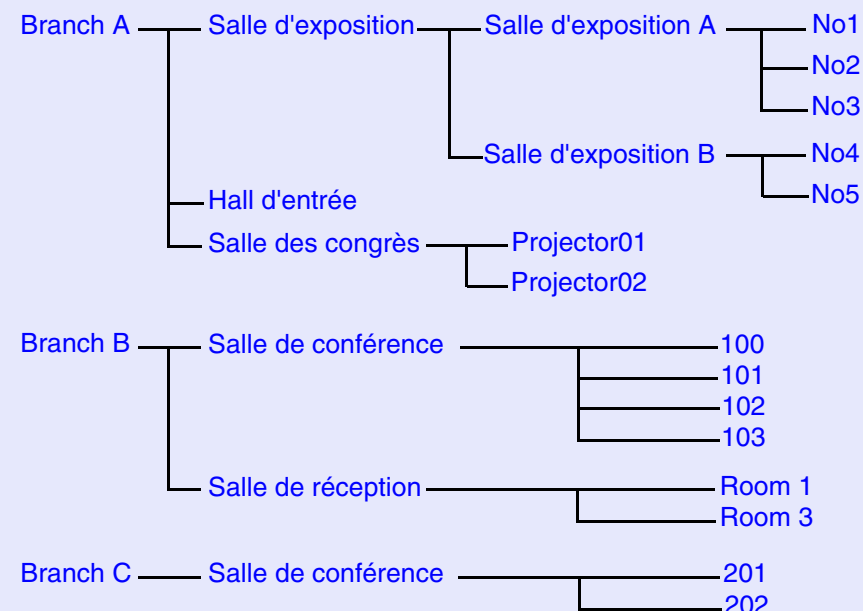 Branch A Salle d'exposition Salle d'exposition A No1
No2
No3
Salle d'exposition B No4
No5
Hall d'entrée
Salle des congrès Projector01
Projector02
Branch B Salle de conférence 100
101
102
103
Salle de réception Room 1
Room 3
Branch C Salle de conférence 201
202